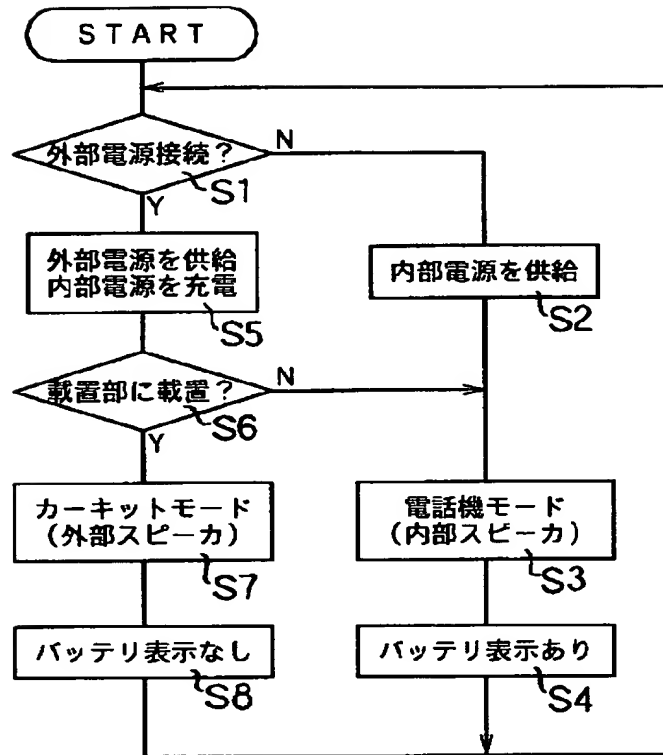 START
外部電源接続?
N
S1
Y
外部電源を供給
内部電源を充電
S5
内部電源を供給
S2
載置部に載置?
N
S6
Y
カーキットモード
(外部スピーカ)
S7
電話機モード
(内部スピーカ)
S3
バッテリ表示なし
S8
バッテリ表示あり
S4